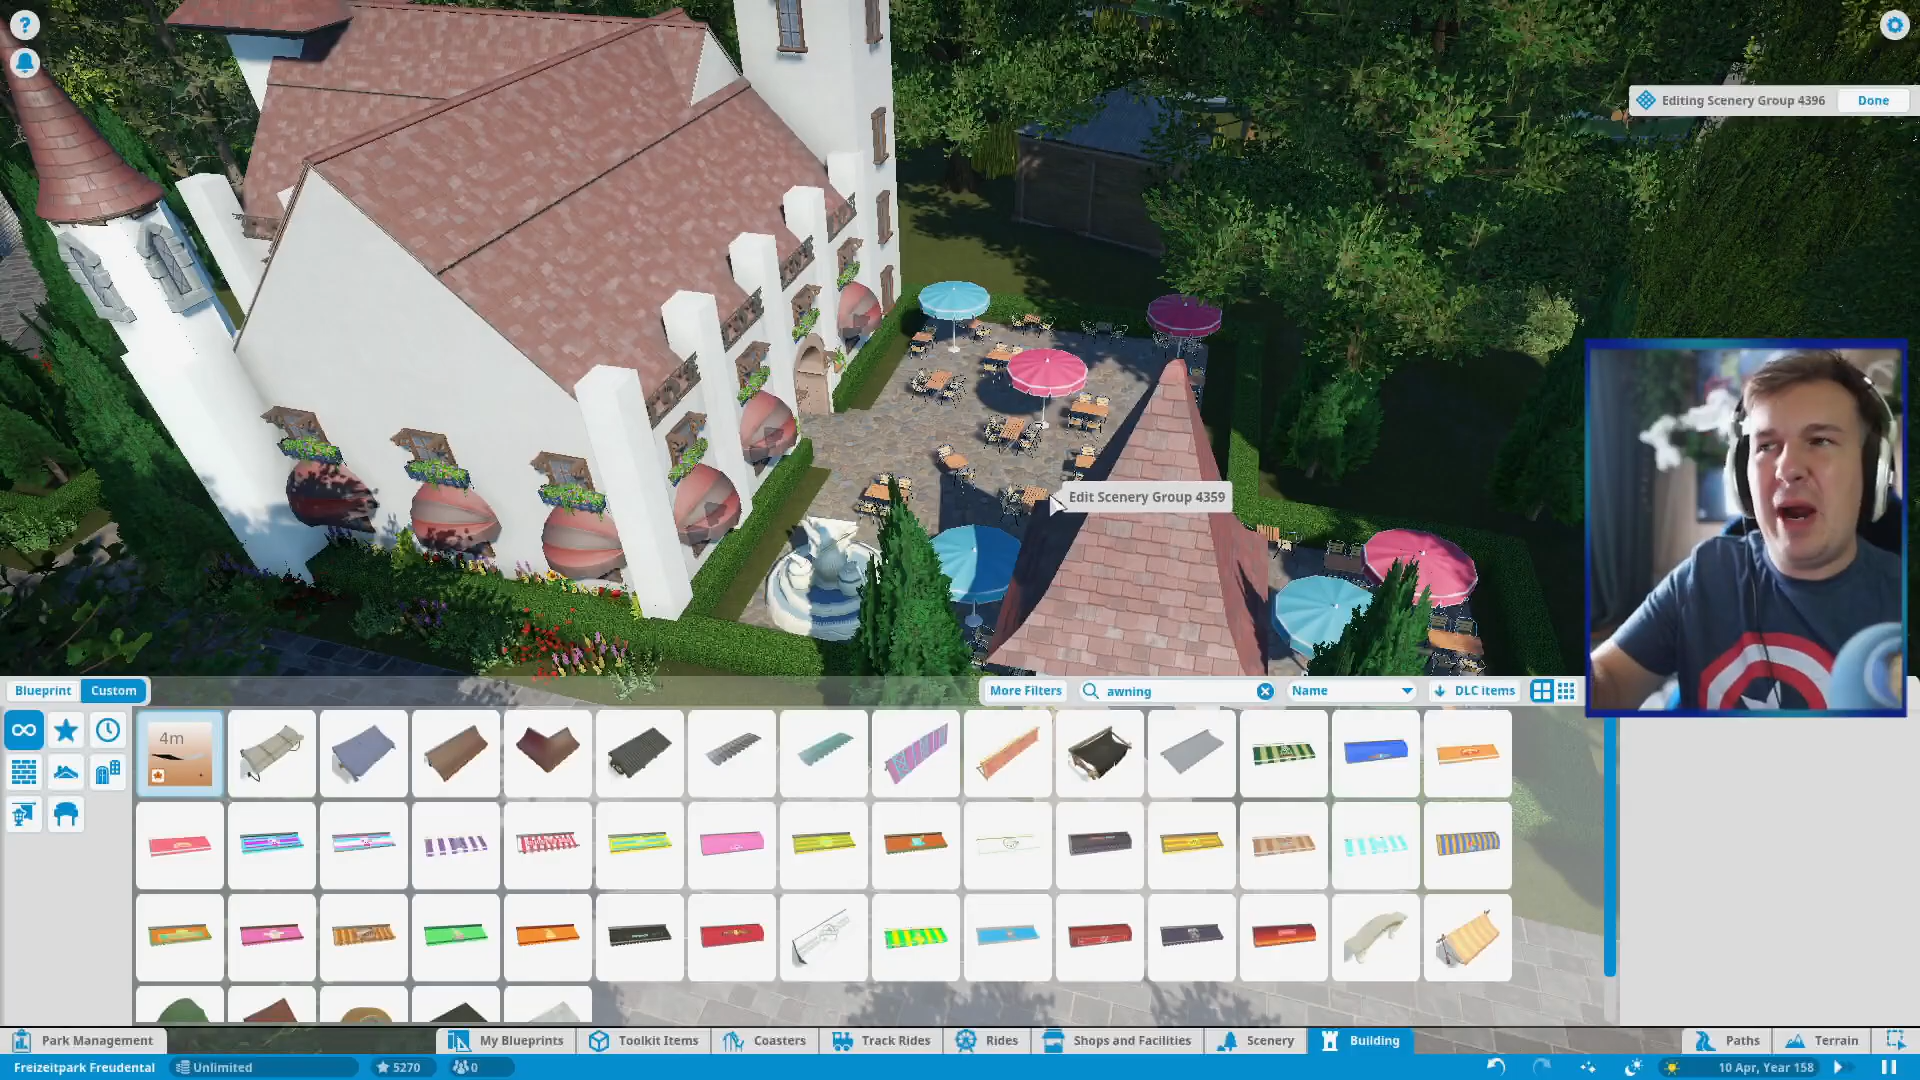 ?
Editing Scenery Group 4396 Done
Edit Scenery Group 4359
Blueprint Custom More Filters awning Name DLC items
4m
Park Management My Blueprints Toolkit Items Coasters Track Rides Rides Shops and Facilities Scenery Building Paths Terrain
Freizeitpark Freudental Unlimited 5270 0 10 Apr, Year 158